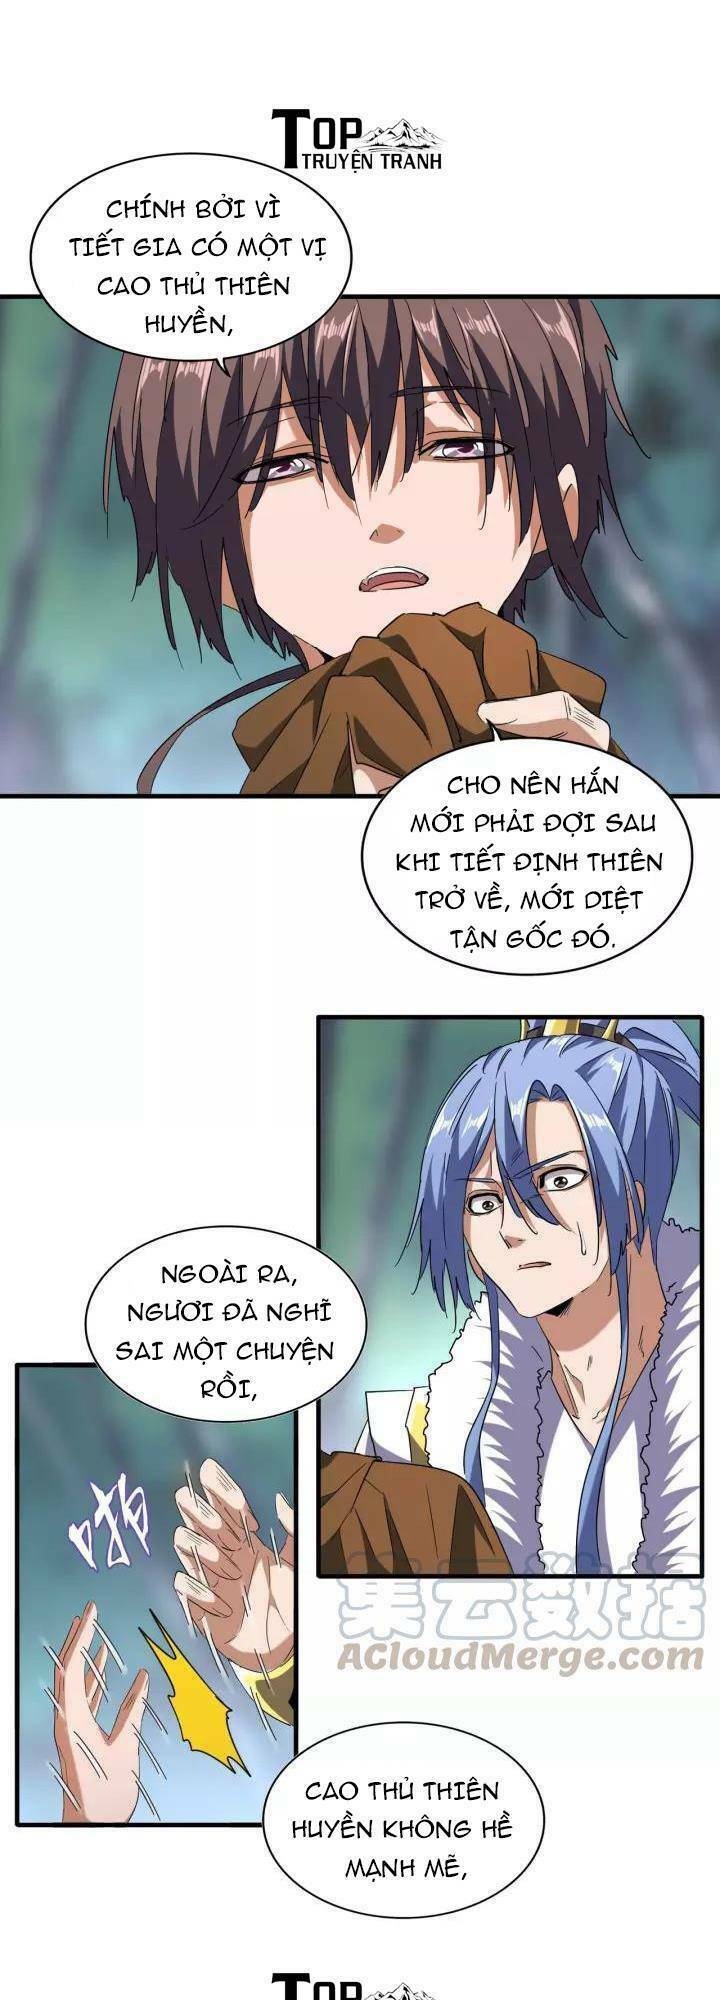 TOP
TRUYỆN TRANH
CHÍNH BỞI VÌ
TIẾT GIA CÓ MỘT VỊ
CAO THỦ THIÊN
HUYỀN,
CHO NÊN HẮN
MỚI PHẢI ĐỢI SAU
KHI TIẾT ĐỊNH THIÊN
TRỞ VỀ, MỚI DIỆT
TẬN GỐC ĐÓ.
NGOÀI RA,
NGƯƠI ĐÃ NGHĨ
SAI MỘT CHUYỆN
RỒI,
啪
集云数据
ACloudMerge.com
CAO THỦ THIÊN
HUYỀN KHÔNG HỀ
MẠNH MẼ,
TOP